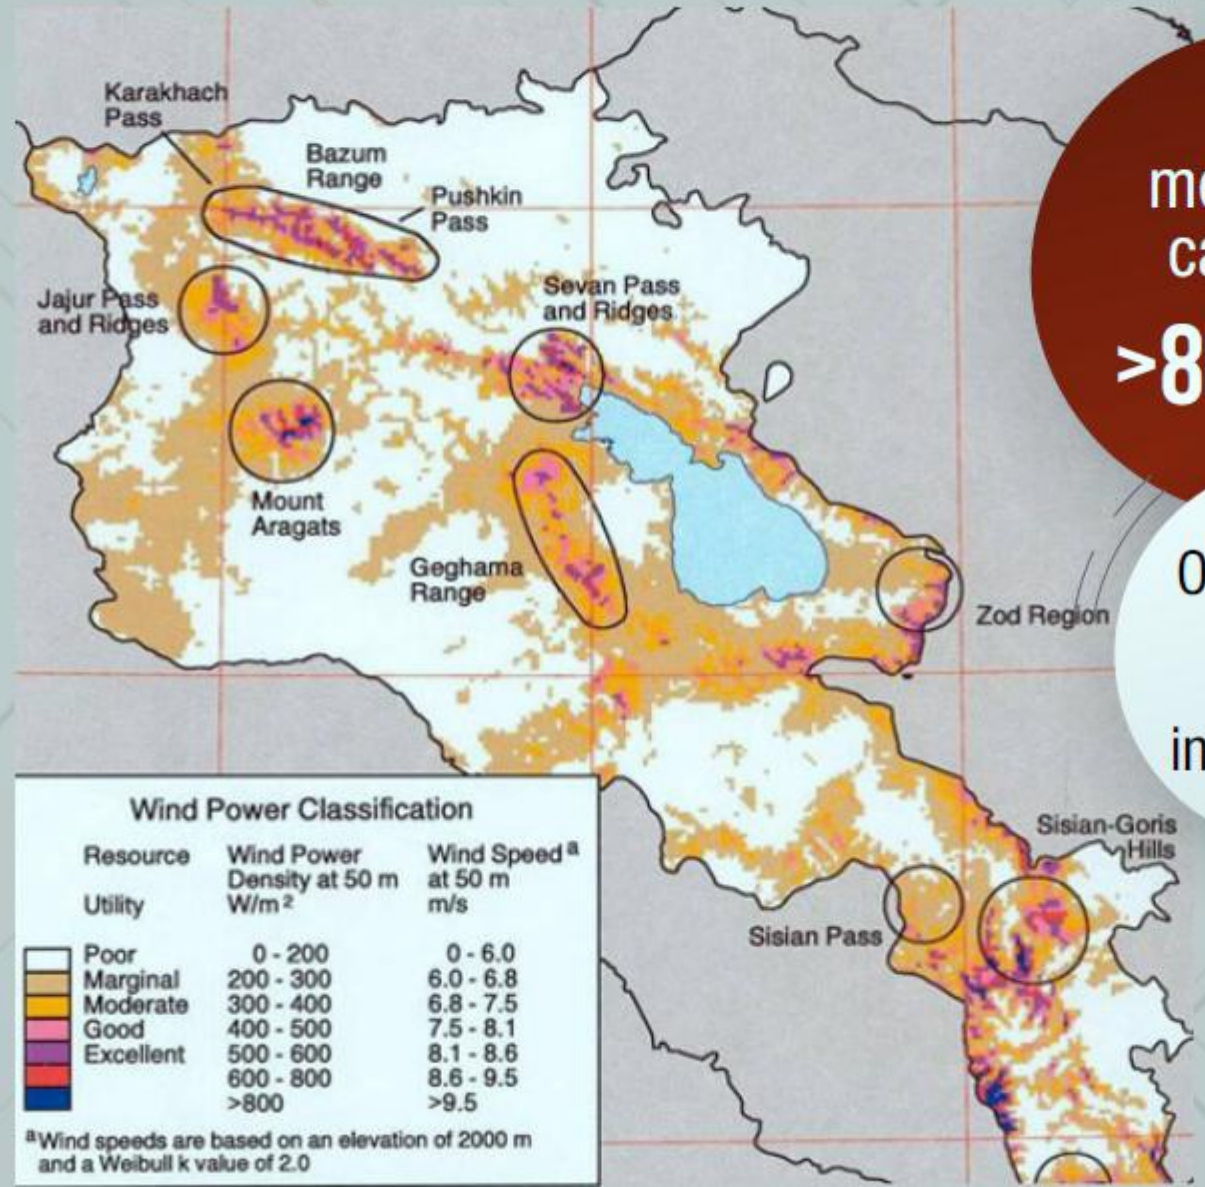 Karakhach
Pass
Bazum
Range
Pushkin
Pass
Jajur Pass
and Ridges
Sevan Pass
and Ridges
Mount
Aragats
Geghama
Range
Zod Region
Sisian-Goris
Hills
Sisian Pass
>8
Wind Power Classification
Resource Wind Power Wind Speed a
Density at 50 m at 50 m
Utility W/m 2 m/s
Poor 0 - 200 0 - 6.0
Marginal 200 - 300 6.0 - 6.8
Moderate 300 - 400 6.8 - 7.5
Good 400 - 500 7.5 - 8.1
Excellent 500 - 600 8.1 - 8.6
600 - 800 8.6 - 9.5
>800 >9.5
a Wind speeds are based on an elevation of 2000 m
and a Weibull k value of 2.0